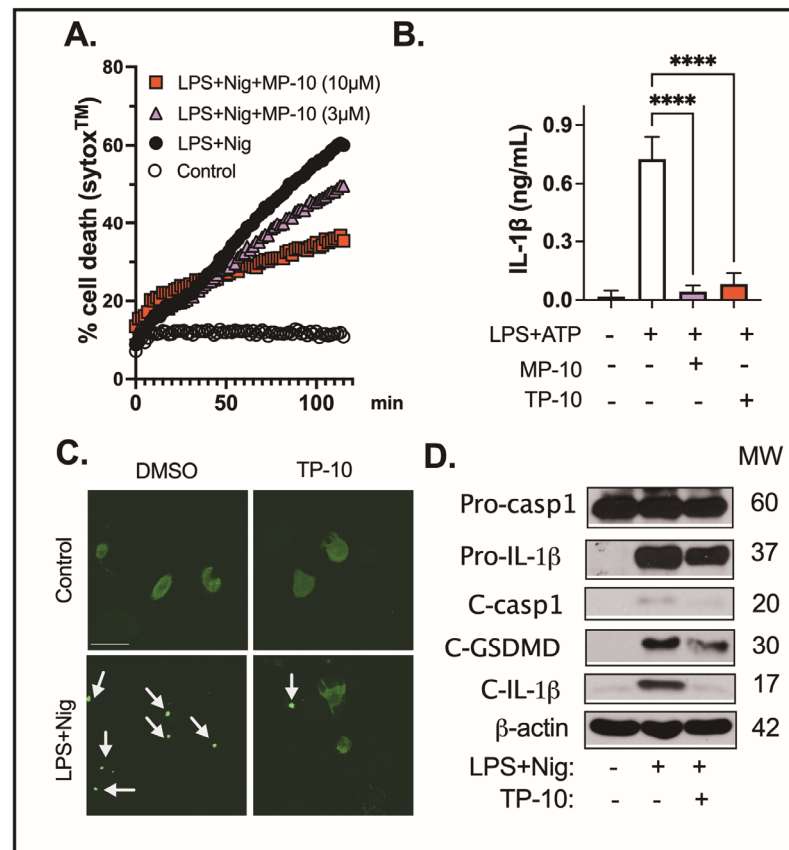 A.
80
60
40
20
0
% cell death (sytox™)
LPS+Nig+MP-10 (10µM)
LPS+Nig+MP-10 (3µM)
LPS+Nig
Control
0 50 100 min
B.
**** 
****
0.9
0.6
0.3
0.0
IL-1β (ng/mL)
LPS+ATP - + + +
MP-10 - - + -
TP-10 - - - +
C.
DMSO TP-10
Control
LPS+Nig
D.
MW
Pro-casp1 60
Pro-IL-1β 37
C-casp1 20
C-GSDMD 30
C-IL-1β 17
β-actin 42
LPS+Nig: - + +
TP-10: - - +